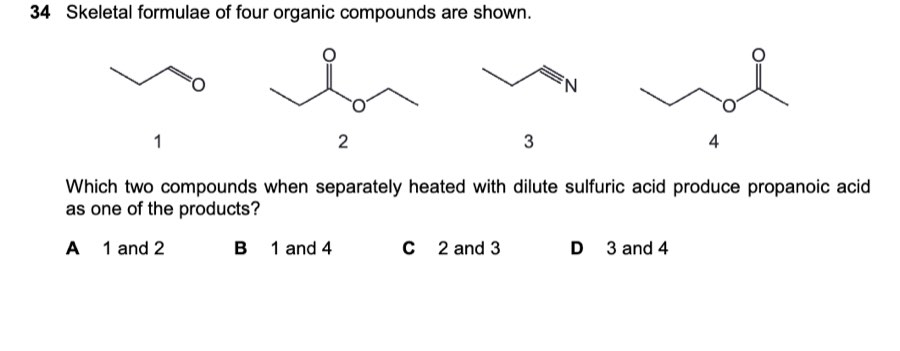 34 Skeletal formulae of four organic compounds are shown.
O O N O
O O
1 2 3 4
Which two compounds when separately heated with dilute sulfuric acid produce propanoic acid
as one of the products?
A 1 and 2 B 1 and 4 C 2 and 3 D 3 and 4